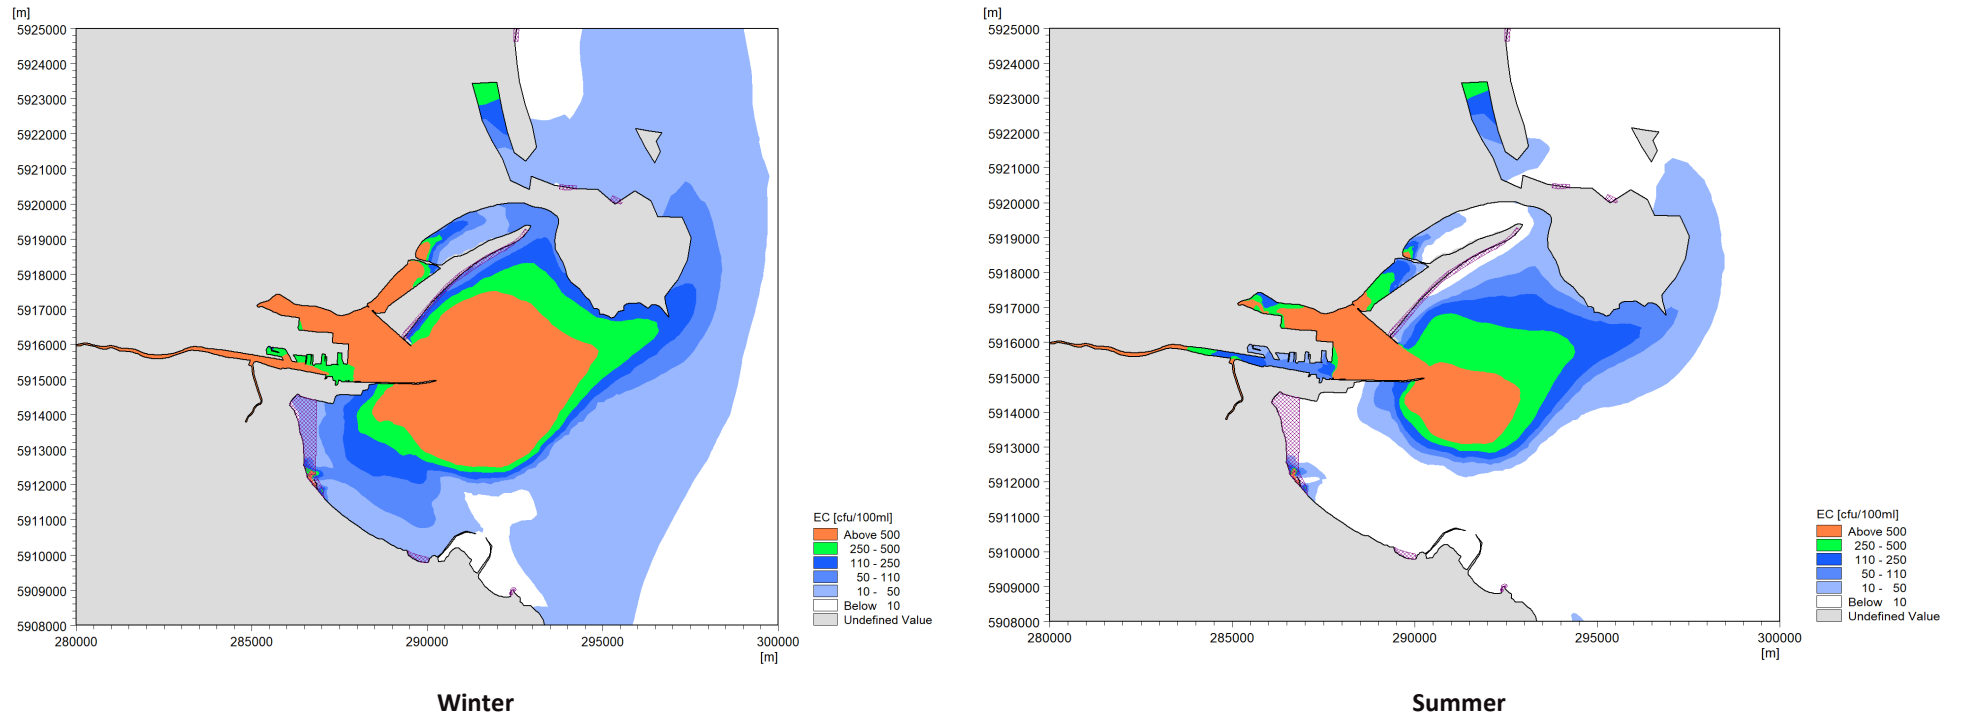 [m]
5925000
5924000
5923000
5922000
5921000
5920000
5919000
5918000
5917000
5916000
5915000
5914000
5913000
5912000
5911000
5910000
5909000
5908000
280000 285000 290000 295000 300000
[m]
EC [cfu/100ml]
Above 500
250 - 500
110 - 250
50 - 110
10 - 50
Below 10
Undefined Value
Winter
[m]
5925000
5924000
5923000
5922000
5921000
5920000
5919000
5918000
5917000
5916000
5915000
5914000
5913000
5912000
5911000
5910000
5909000
5908000
280000 285000 290000 295000 300000
[m]
EC [cfu/100ml]
Above 500
250 - 500
110 - 250
50 - 110
10 - 50
Below 10
Undefined Value
Summer